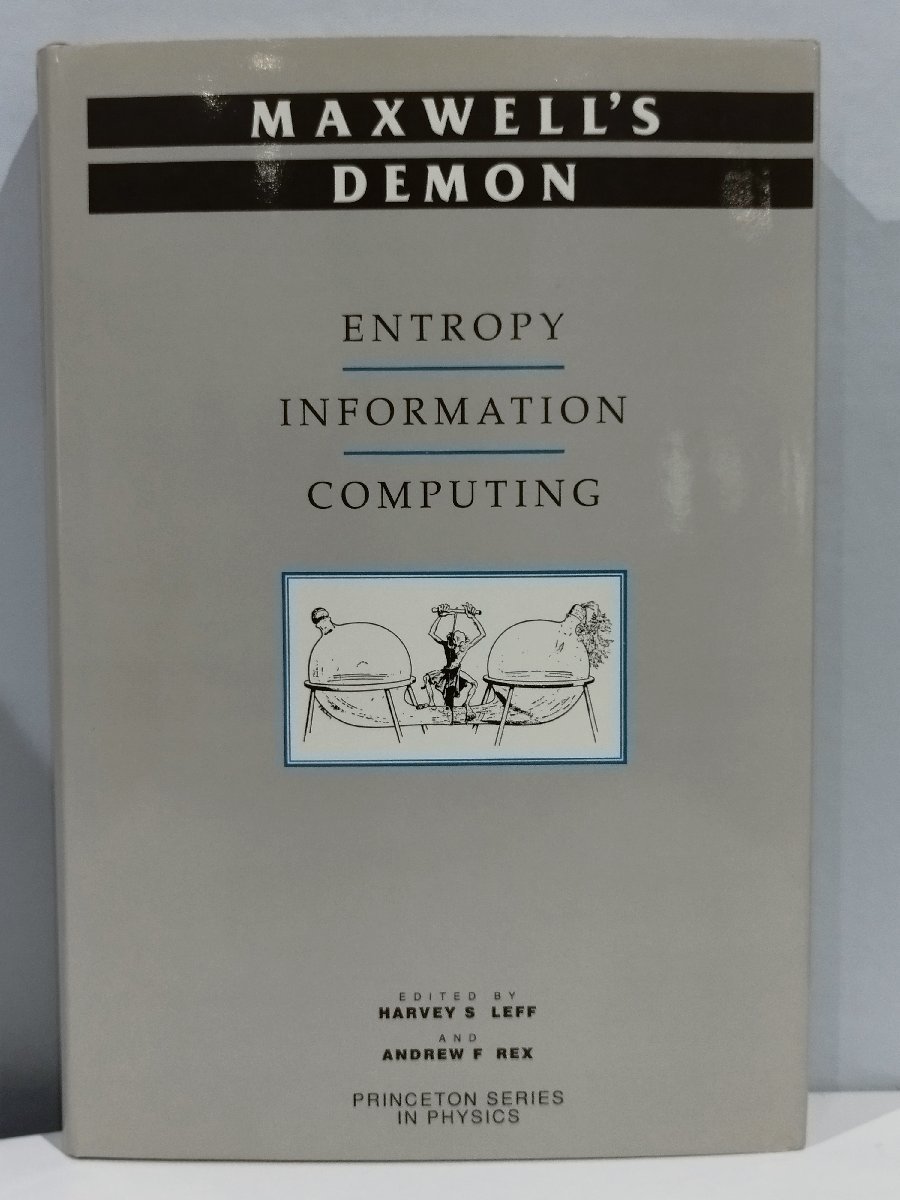 MAXWELL'S
DEMON
ENTROPY
INFORMATION
COMPUTING
EDITED BY
HARVEY S LEFF
AND
ANDREW F REX
PRINCETON SERIES
IN PHYSICS